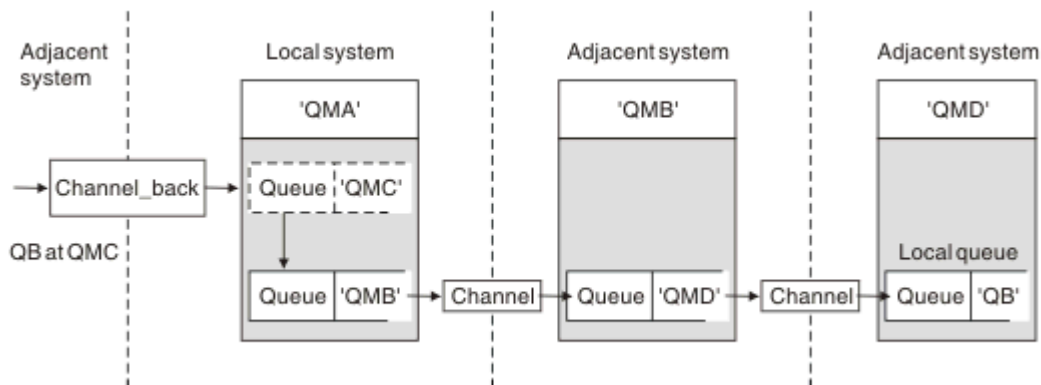 Adjacent
system
Local system
Adjacent system
Adjacent system
'QMA'
'QMB'
'QMD'
Channel_back
Queue 'QMC'
QB at QMC
Local queue
Queue 'QMB'
Channel
Queue 'QMD'
Channel
Queue 'QB'